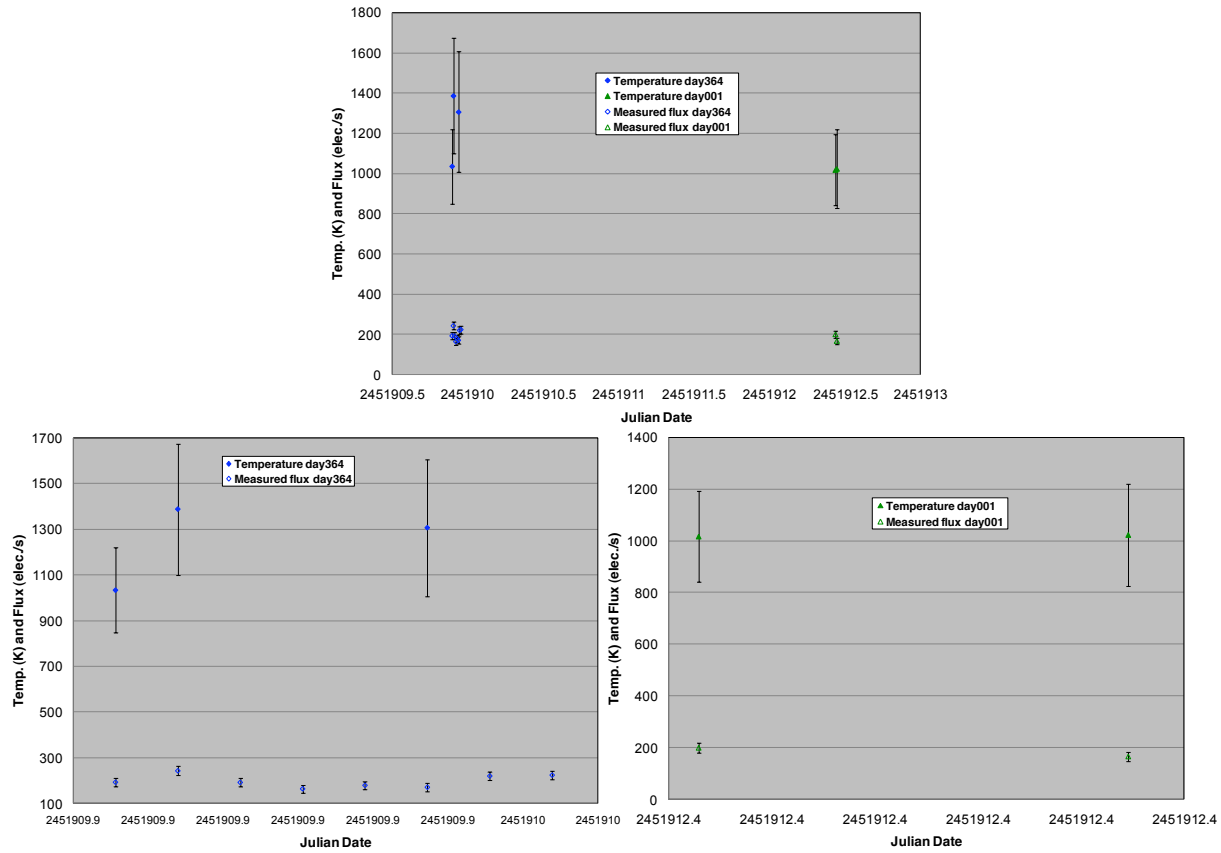 1800
1600
1400
1200
1000
800
600
400
200
0
Temp. (K) and Flux (elec./s)
Temperature day364
Temperature day001
Measured flux day364
Measured flux day001
2451909.5 2451910 2451910.5 2451911 2451911.5 2451912 2451912.5 2451913
Julian Date
1700
1500
1300
1100
900
700
500
300
100
Temp. (K) and Flux (elec./s)
Temperature day364
Measured flux day364
2451909.9 2451909.9 2451909.9 2451909.9 2451909.9 2451909.9 2451910 2451910
Julian Date
1400
1200
1000
800
600
400
200
0
Temp. (K) and Flux (elec./s)
Temperature day001
Measured flux day001
2451912.4 2451912.4 2451912.4 2451912.4 2451912.4 2451912.4
Julian Date